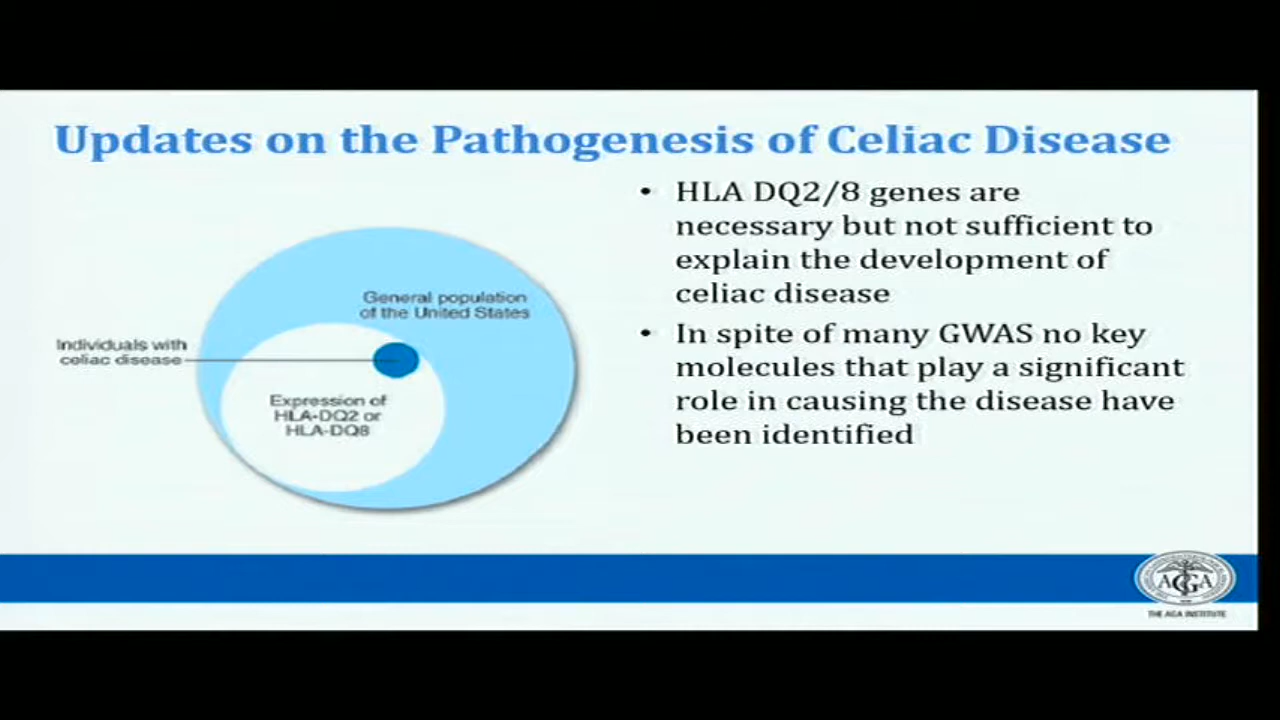 Updates on the Pathogenesis of Celiac Disease
General population
of the United States
Individuals with
celiac disease
Expression of
HLA-DQ2 or
HLA-DQ8
• HLA DQ2/8 genes are
necessary but not sufficient to
explain the development of
celiac disease
• In spite of many GWAS no key
molecules that play a significant
role in causing the disease have
been identified
AGA
THE AGA INSTITUTE